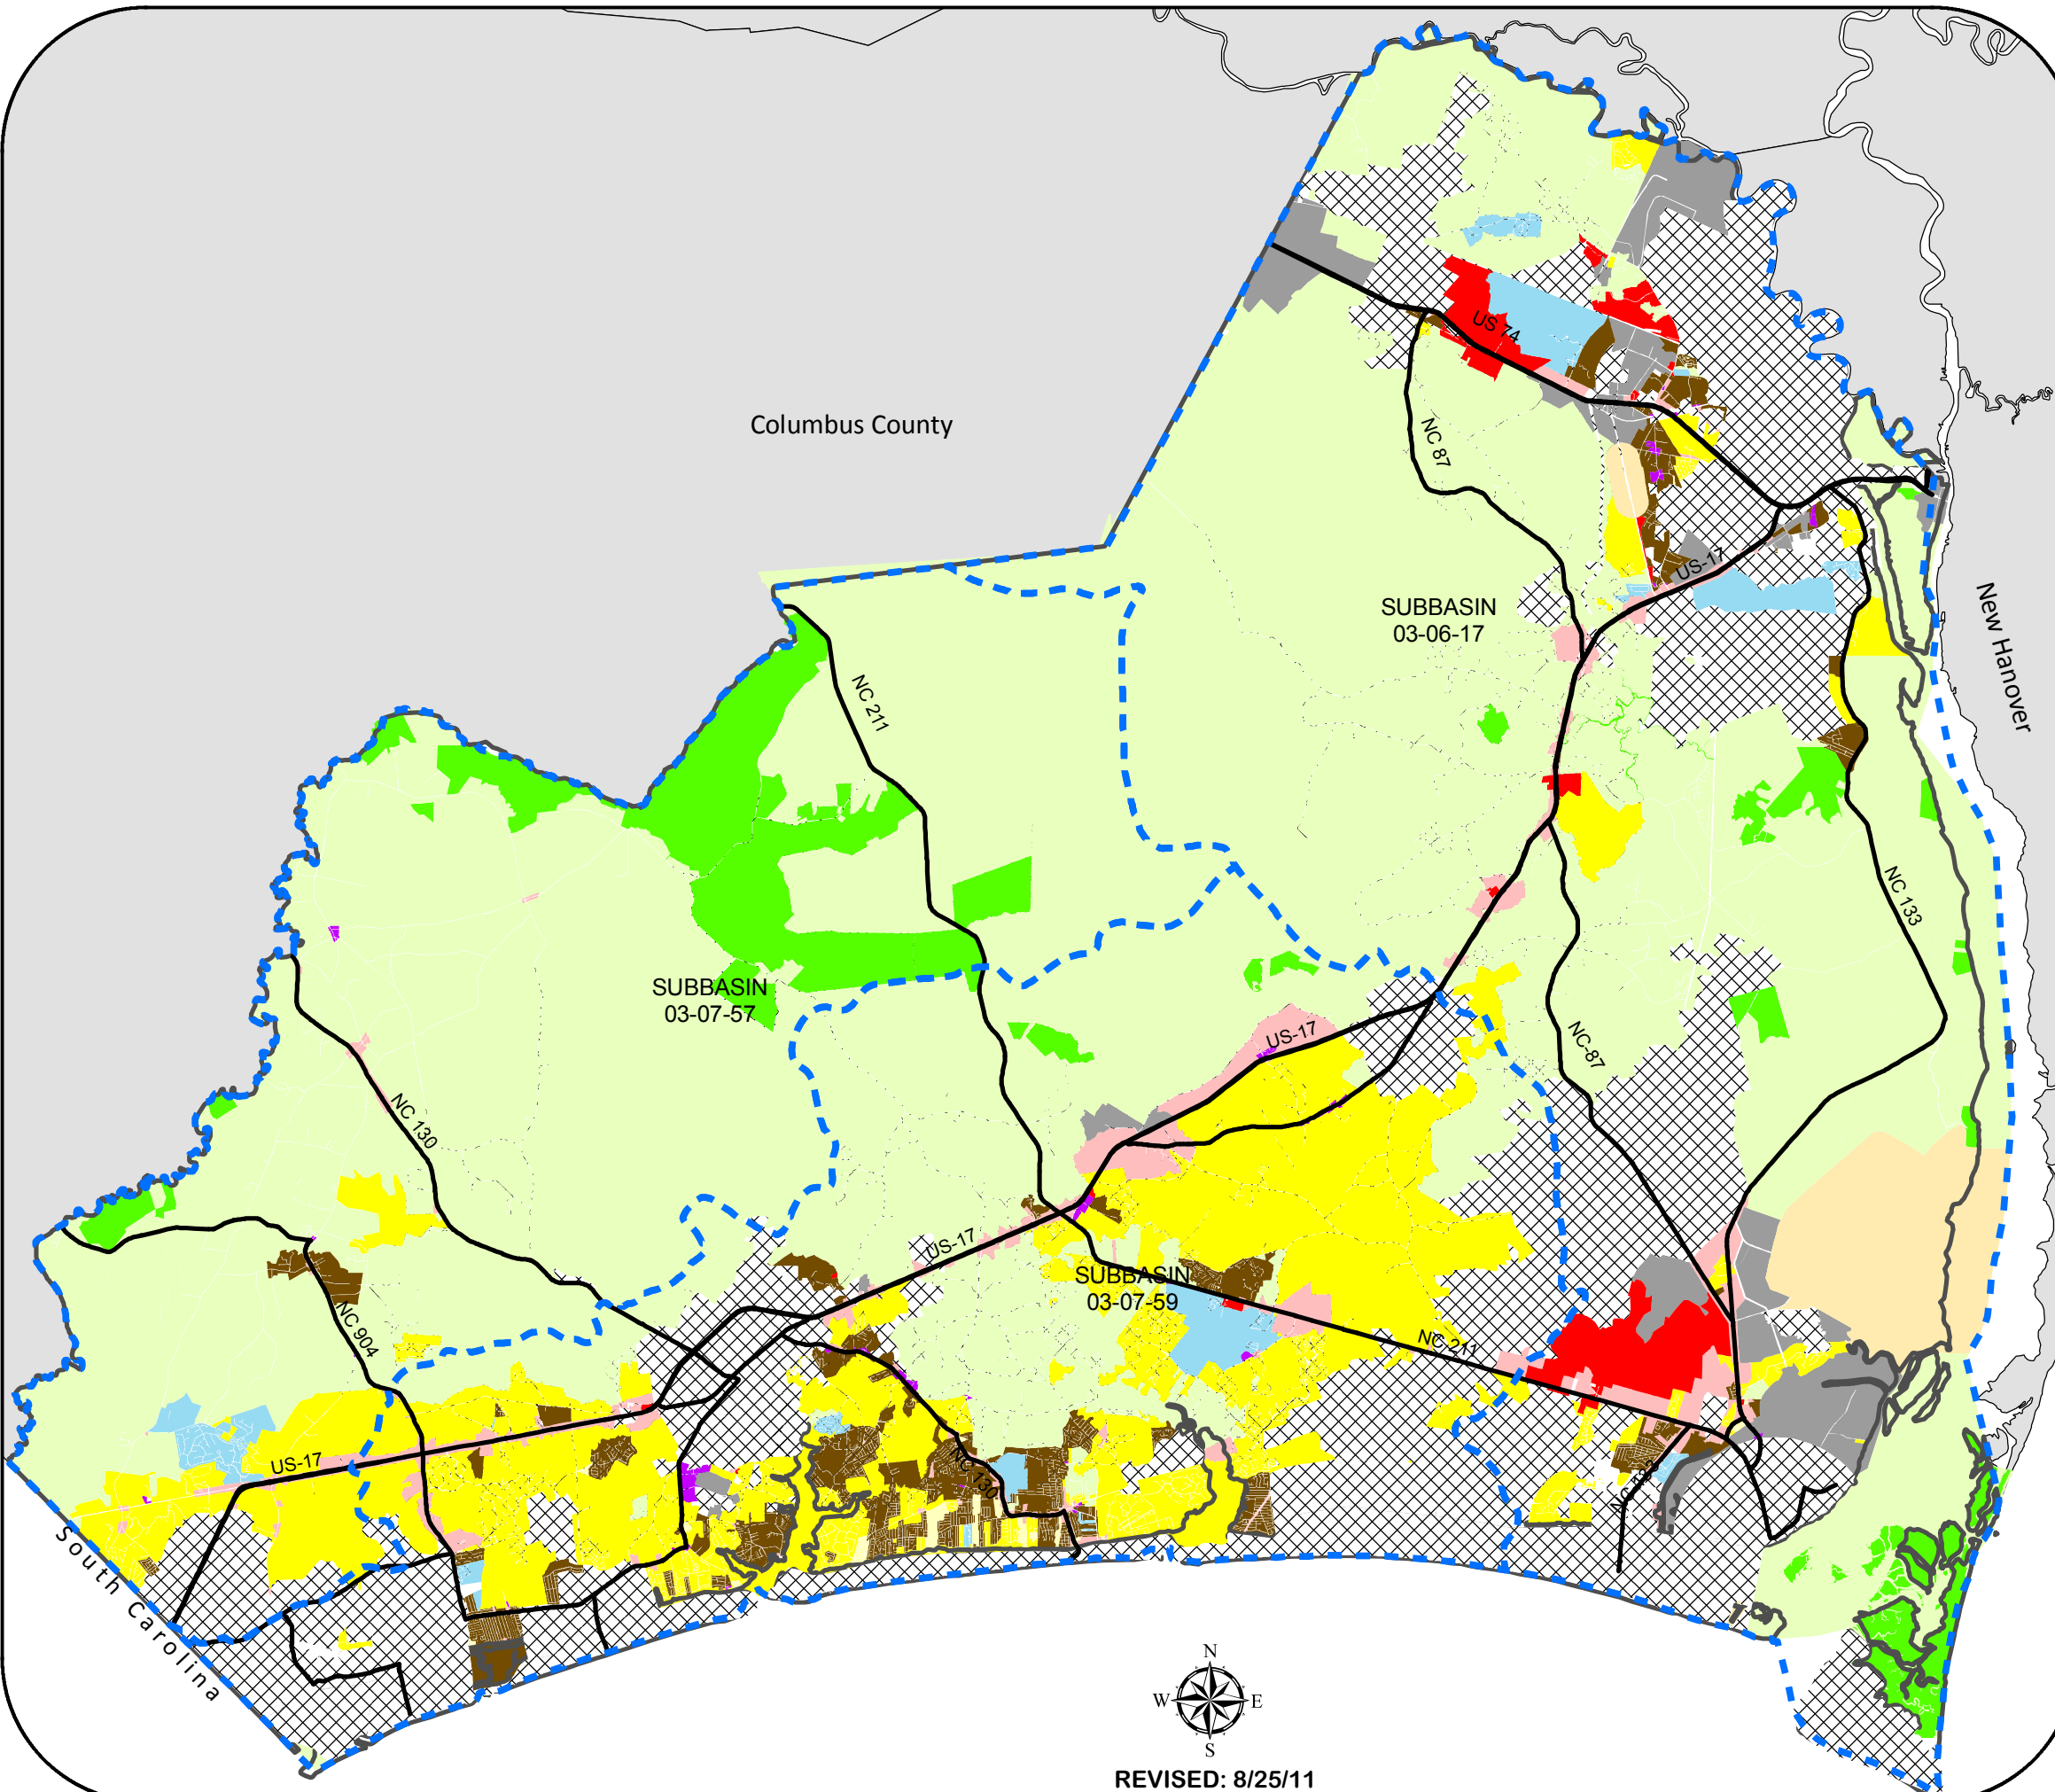 US 74
Columbus County
NC 87
US-17
New Hanover
SUBBASIN
03-06-17
NC 211
NC 133
SUBBASIN
03-07-57
US-17
NC-87
NC 130
US-17
SUBBASIN
03-07-59
NC 904
NC 211
US-17
NC 130
NC 133
South Carolina
N
W
E
S
REVISED: 8/25/11